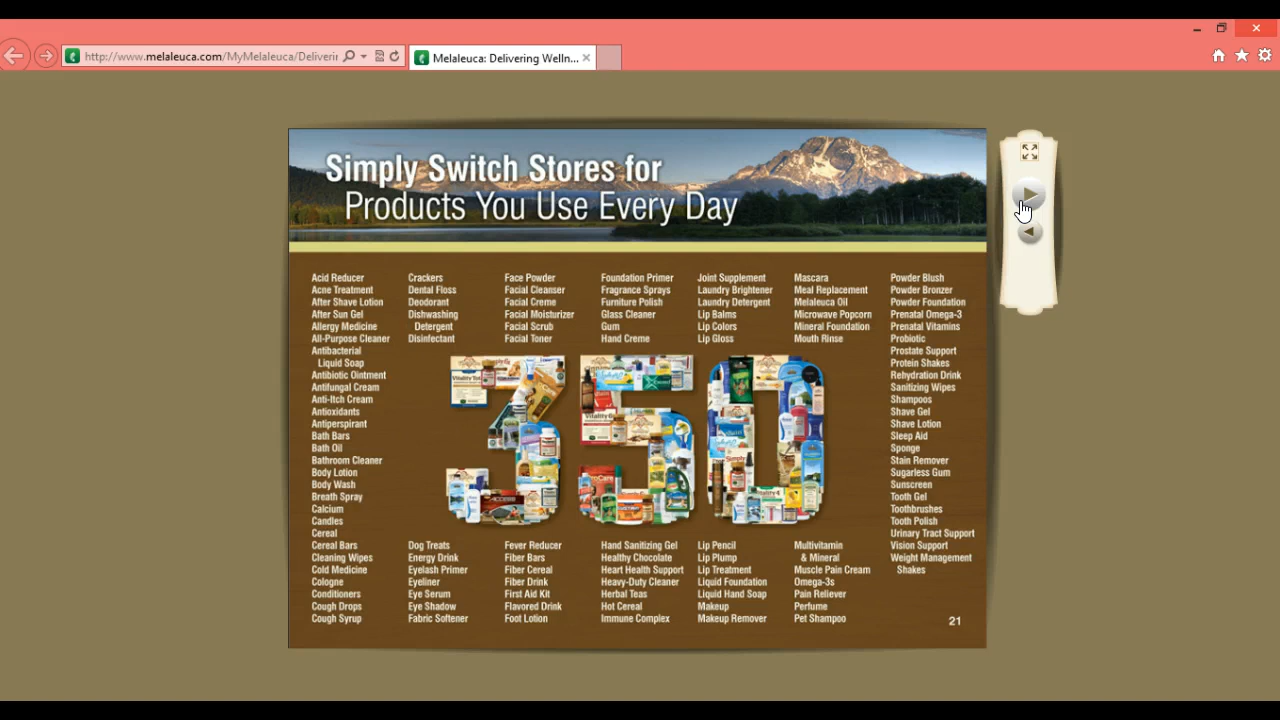 http://www.melaleuca.com/MyMelaleuca/Deliveri
Melaleuca: Delivering Welln...
Simply Switch Stores for
Products You Use Every Day
Acid Reducer
Acne Treatment
After Shave Lotion
After Sun Gel
Allergy Medicine
All-Purpose Cleaner
Antibacterial
Liquid Soap
Antibiotic Ointment
Antifungal Cream
Anti-Itch Cream
Antioxidants
Antiperspirant
Bath Bars
Bath Oil
Bathroom Cleaner
Body Lotion
Body Wash
Breath Spray
Calcium
Candles
Cereal
Cereal Bars
Cleaning Wipes
Cold Medicine
Cologne
Conditioners
Cough Drops
Cough Syrup
Crackers
Dental Floss
Deodorant
Dishwashing
Detergent
Disinfectant
Dog Treats
Energy Drink
Eyelash Primer
Eyeliner
Eye Serum
Eye Shadow
Fabric Softener
Face Powder
Facial Cleanser
Facial Creme
Facial Moisturizer
Facial Scrub
Facial Toner
Fever Reducer
Fiber Bars
Fiber Cereal
Fiber Drink
First Aid Kit
Flavored Drink
Foot Lotion
Foundation Primer
Fragrance Sprays
Furniture Polish
Glass Cleaner
Gum
Hand Creme
Hand Sanitizing Gel
Healthy Chocolate
Heart Health Support
Heavy-Duty Cleaner
Herbal Teas
Hot Cereal
Immune Complex
Joint Supplement
Laundry Brightener
Laundry Detergent
Lip Balms
Lip Colors
Lip Gloss
Lip Pencil
Lip Plump
Lip Treatment
Liquid Foundation
Liquid Hand Soap
Makeup
Makeup Remover
Mascara
Meal Replacement
Melaleuca Oil
Microwave Popcorn
Mineral Foundation
Mouth Rinse
Multivitamin
& Mineral
Muscle Pain Cream
Omega-3s
Pain Reliever
Perfume
Pet Shampoo
Powder Blush
Powder Bronzer
Powder Foundation
Prenatal Omega-3
Prenatal Vitamins
Probiotic
Prostate Support
Protein Shakes
Rehydration Drink
Sanitizing Wipes
Shampoos
Shave Gel
Shave Lotion
Sleep Aid
Sponge
Stain Remover
Sugarless Gum
Sunscreen
Tooth Gel
Toothbrushes
Tooth Polish
Urinary Tract Support
Vision Support
Weight Management
Shakes
350
21